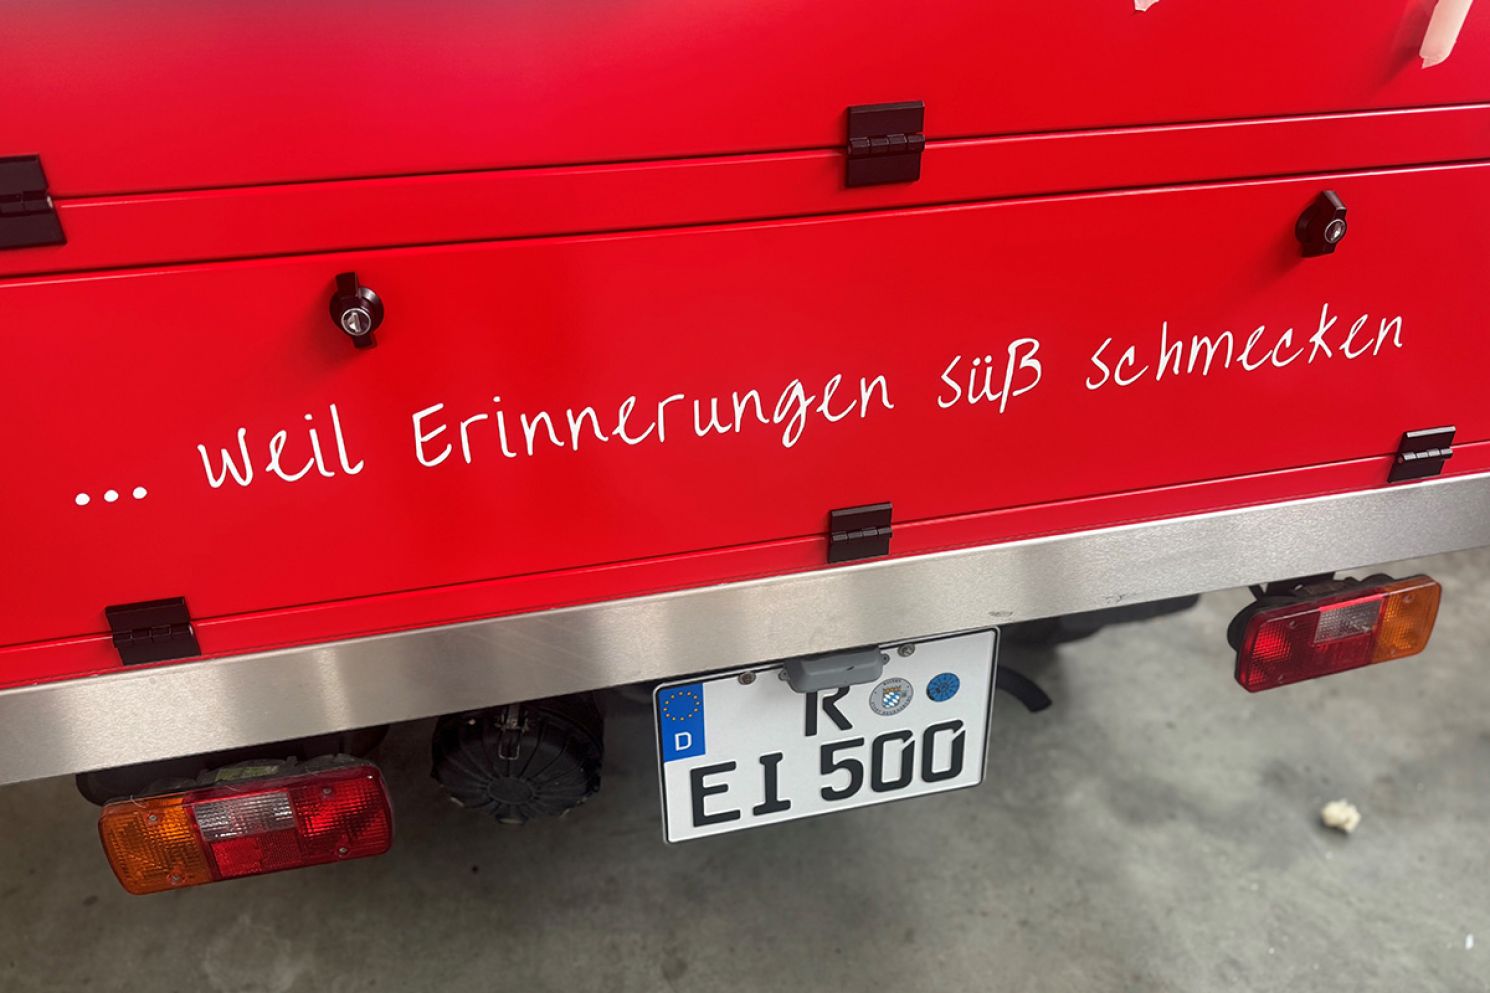 ... weil Erinnerungen süß schmecken
D
R
EI 500